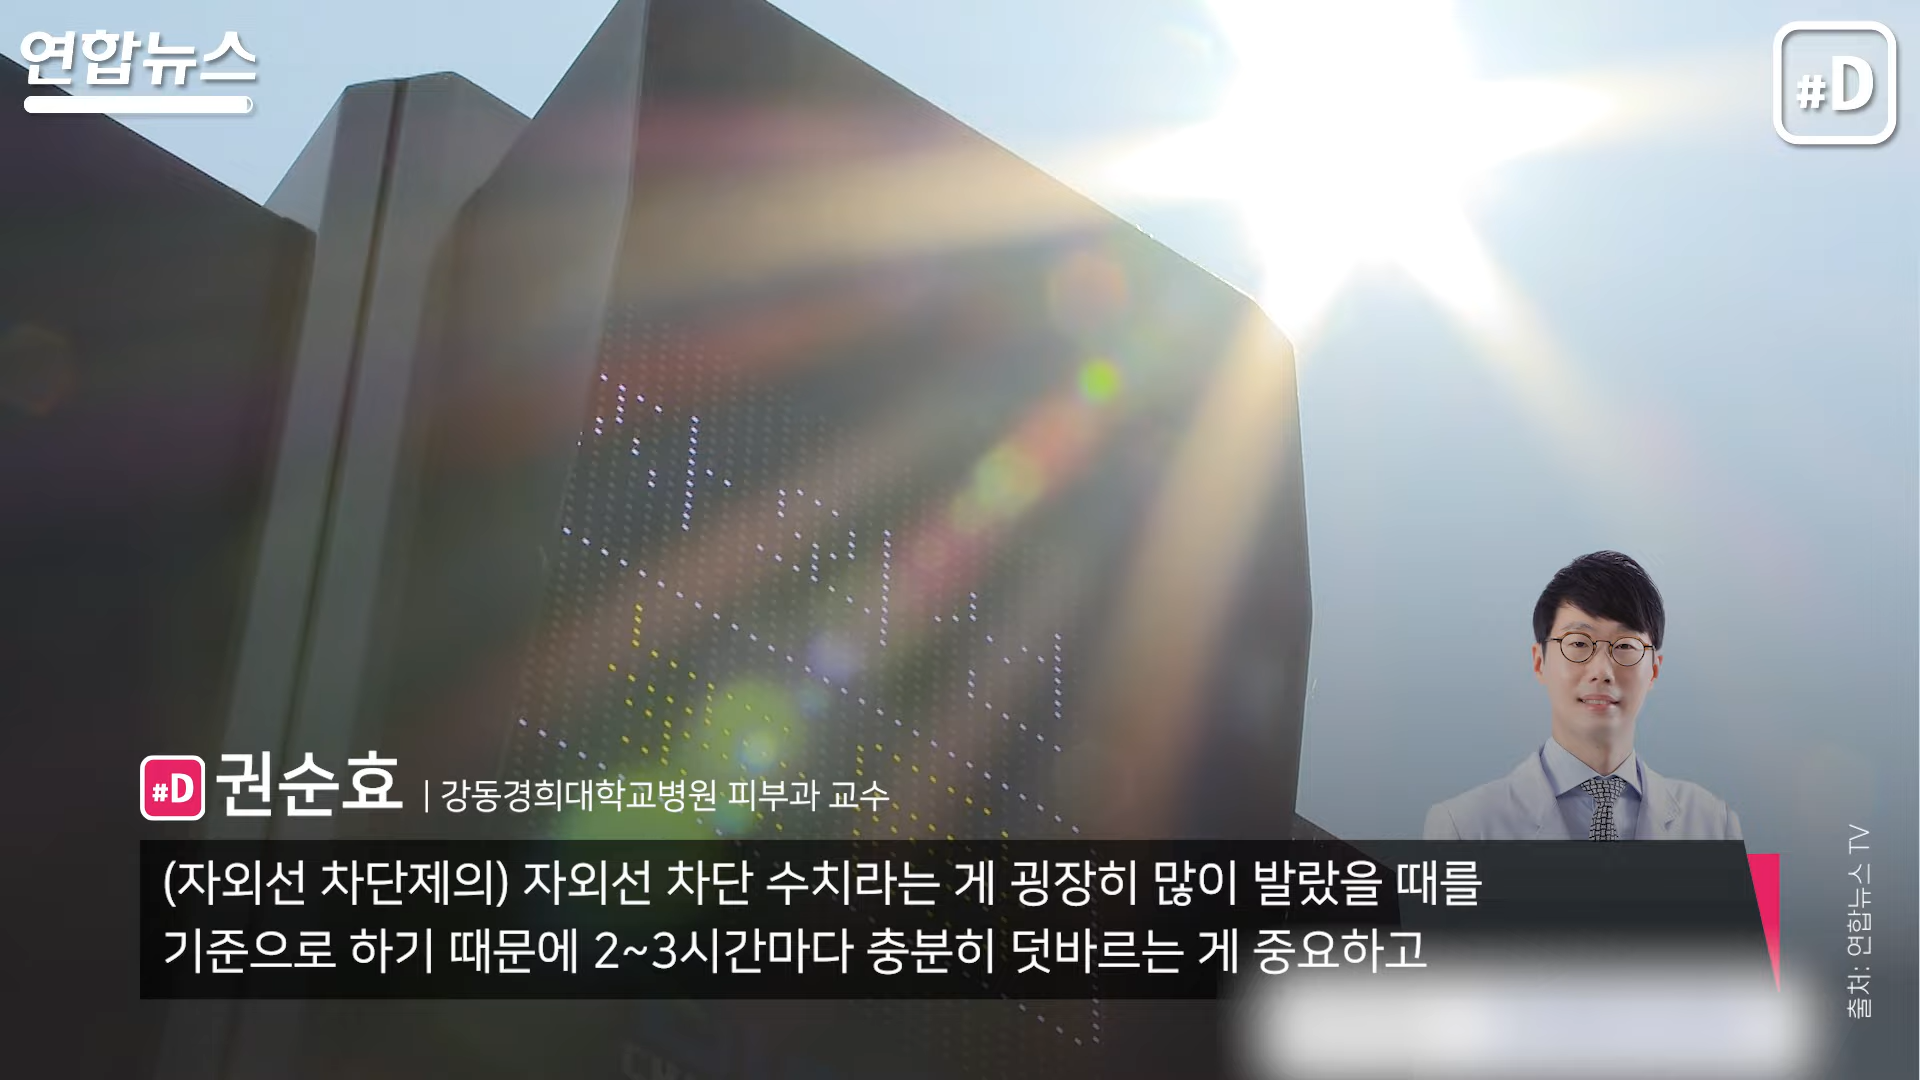 연합뉴스
#D
#D 권순효 | 강동경희대학교병원 피부과 교수
(자외선 차단제의) 자외선 차단 수치라는 게 굉장히 많이 발랐을 때를
기준으로 하기 때문에 2~3시간마다 충분히 덧바르는 게 중요하고
출처: 연합뉴스 TV